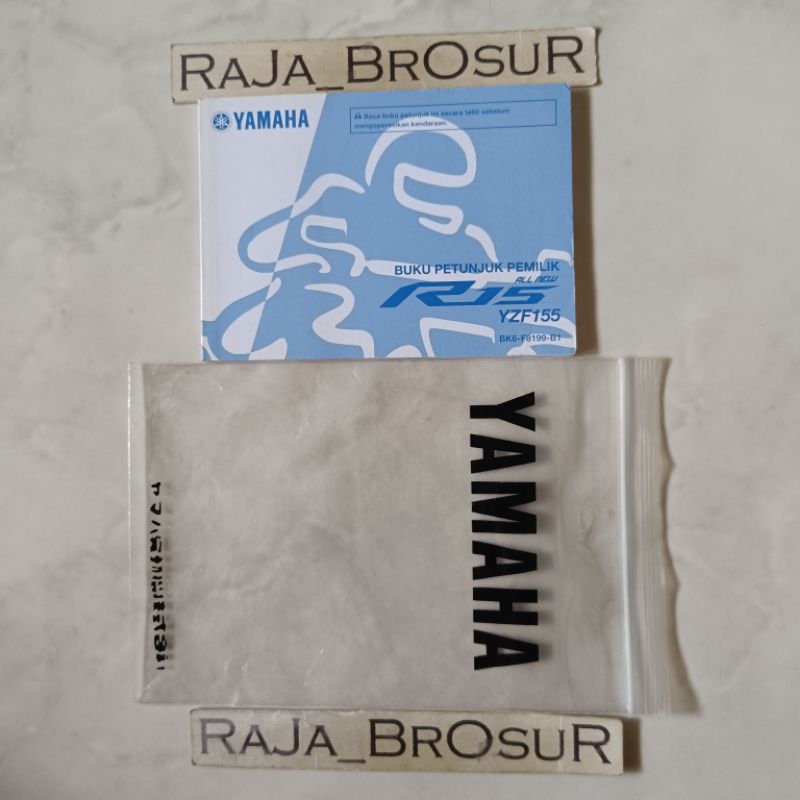 RAJA_BROSUR
YAMAHA
Baca buku petunjuk ini secara teliti sebelum
mengoperasikan kendaraan.
BUKU PETUNJUK PEMILIK
ALL NEW
R15
YZF155
BK6-F8199-B1
YAMAHA
RAJA_BROSUR